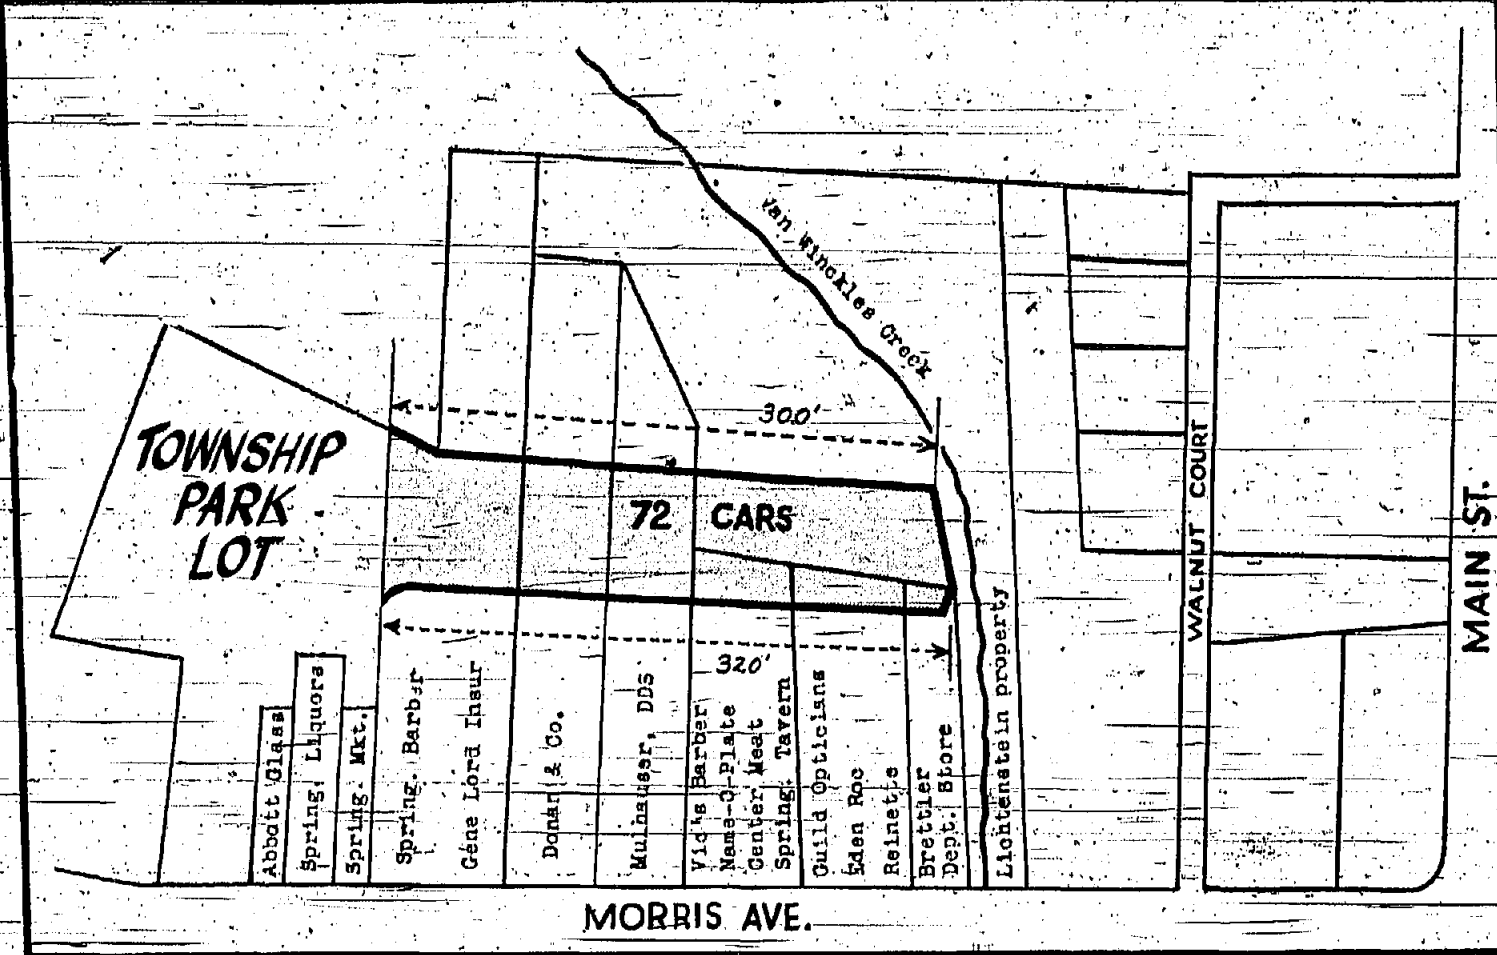 Van Winckles Creek
300'
TOWNSHIP
PARK
LOT
72 CARS
320'
Abbott Glass
Spring. Liquors
Spring. Mkt.
Spring. Barber
Gene Lord Insur
Donan & Co.
Mulhauser, DDS
Vic's Barber
Name-O-Plate
Center Meat
Spring. Tavern
Guild Opticians
Eden Roc
Reinette
Brettler
Dept. Store
Lichtenstein property
WALNUT COURT
MAIN ST.
MORRIS AVE.